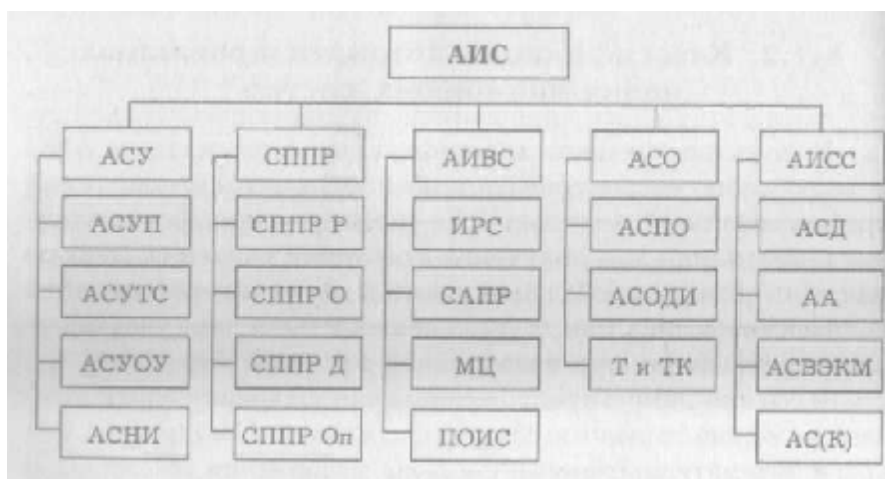 АИС
АСУ СППР АИВС АСО АИСС
АСУП СППР Р ИРС АСПО АСД
АСУТС СППР О САПР АСОДИ АА
АСУОУ СППР Д МЦ Т и ТК АСВЭКМ
АСНИ СППР Оп ПОИС АС(К)